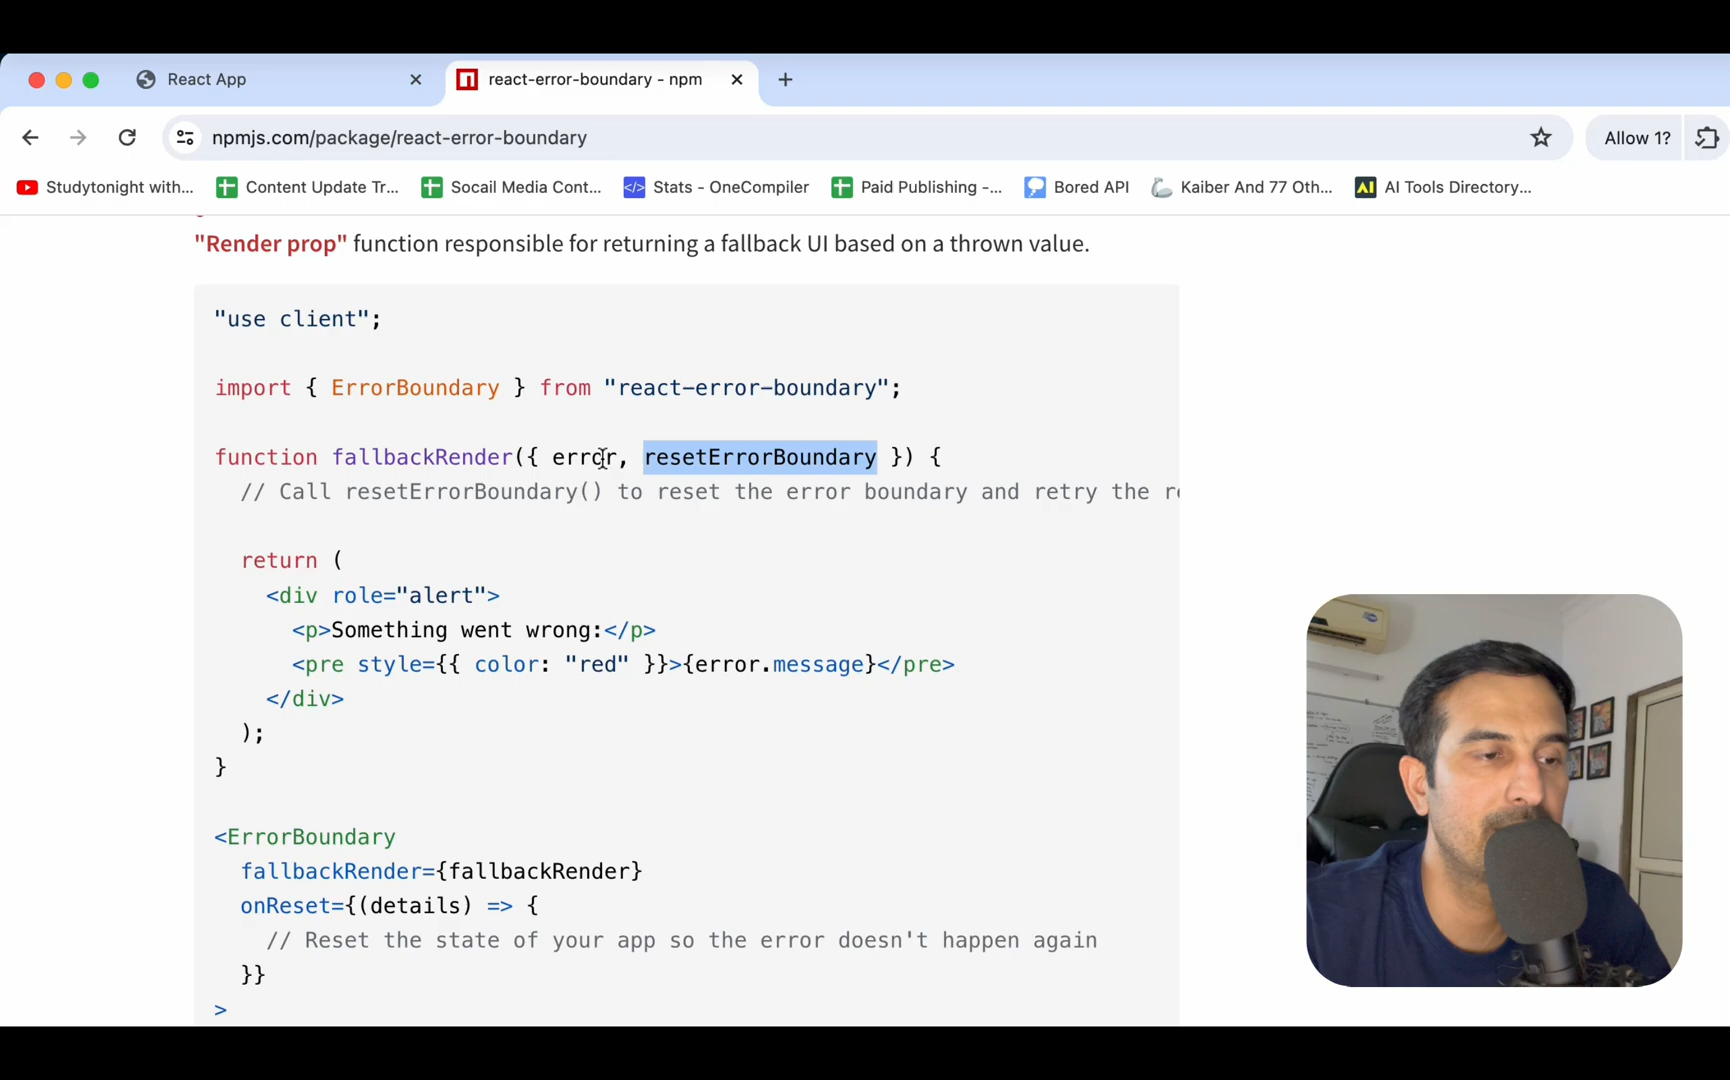 React App
react-error-boundary - npm
npmjs.com/package/react-error-boundary
Allow 1?
Studytonight with...
Content Update Tr...
Socail Media Cont...
Stats - OneCompiler
Paid Publishing -...
Bored API
Kaiber And 77 Oth...
AI Tools Directory...
"Render prop" function responsible for returning a fallback UI based on a thrown value.
"use client";
import { ErrorBoundary } from "react-error-boundary";
function fallbackRender({ error, resetErrorBoundary }) {
// Call resetErrorBoundary() to reset the error boundary and retry the
return (
<div role="alert">
<p>Something went wrong:</p>
<pre style={{ color: "red" }}>{error.message}</pre>
</div>
);
}
<ErrorBoundary
fallbackRender={fallbackRender}
onReset={(details) => {
// Reset the state of your app so the error doesn't happen again
}}
>